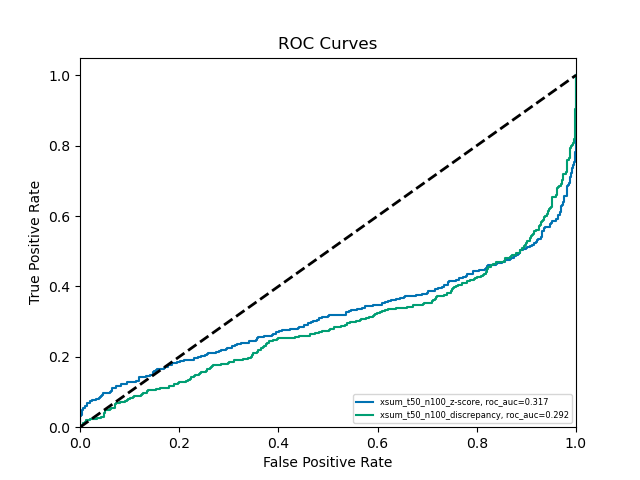 ROC Curves
True Positive Rate
1.0
0.8
0.6
0.4
0.2
0.0
0.0 0.2 0.4 0.6 0.8 1.0
False Positive Rate
xsum_t50_n100_z-score, roc_auc=0.317
xsum_t50_n100_discrepancy, roc_auc=0.292